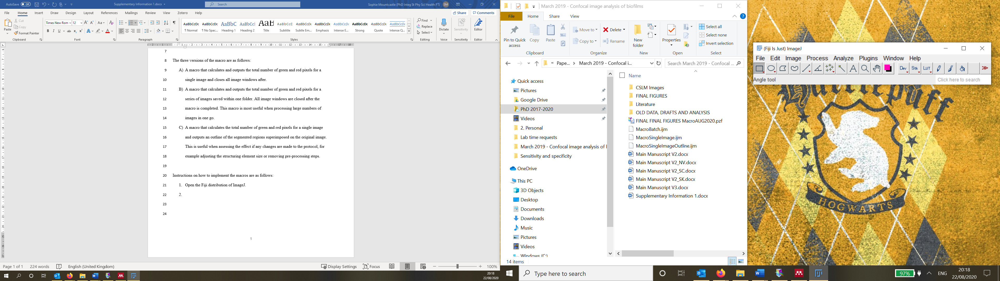 AutoSave Off
Supplementary Information 1.docx
Search
Sophie Mountcastle (PhD Integ St Phy Sci Health FT) SM
File Home Insert Draw Design Layout References Mailings Review View Zotero Help
Share Comments
Paste
Cut
Copy
Format Painter
Times New Rom 12
AaBbCcDc AaBbCcDc AaBbC AaBbCcI AaB AaBbCcD AaBbCcDc AaBbCcDc AaBbCcDc AaBbCcDc AaBbCcDc AaBbCcDc
¶ Normal ¶ No Spac... Heading 1 Heading 2 Title Subtitle Subtle Em... Emphasis Intense E... Strong Quote Intense Q...
Find
Replace
Select
Dictate
Sensitivity
Editor
Clipboard Font Paragraph Styles Editing Voice Sensitivity Editor
7
8 The three versions of the macro are as follows:
9 A) A macro that calculates and outputs the total number of green and red pixels for a
10 single image and closes all image windows after.
11 B) A macro that calculates and outputs the total number of green and red pixels for a
12 series of images saved within one folder. All image windows are closed after the
13 macro is completed. This macro is most useful when processing large numbers of
14 images in one go.
15 C) A macro that calculates the total number of green and red pixels for a single image
16 and outputs an outline of the segmented regions superimposed on the original image.
17 This is useful when assessing the effect if any changes are made to the protocol, for
18 example adjusting the structuring element size or removing pre-processing steps.
19
20 Instructions on how to implement the macros are as follows:
21 1. Open the Fiji distribution of ImageJ.
22 2.
23
24
1
Page 1 of 1 224 words English (United Kingdom)
Display Settings Focus 100%
20:18
22/08/2020
March 2019 - Confocal image analysis of biofilms
File Home Share View
Pin to Quick access
Copy
Paste
Move to
Copy to
Delete
Rename
New folder
Properties
Select all
Select none
Invert selection
Clipboard Organize New Open Select
« Pape... › March 2019 - Confocal i...
Search March 2019 - Confocal ...
Quick access
Pictures
Google Drive
PhD 2017-2020
Videos
2. Personal
Lab time requests
March 2019 - Confocal image analysis of l
Sensitivity and specificity
OneDrive
This PC
3D Objects
Desktop
Documents
Downloads
Music
Pictures
Videos
Windows (C:)
Name
CSLM Images
FINAL FIGURES
Literature
OLD DATA, DRAFTS AND ANALYSIS
FINAL FINAL FIGURES MacroAUG2020.pzf
MacroBatch.ijm
MacroSingleImage.ijm
MacroSingleImageOutline.ijm
Main Manuscript V2.docx
Main Manuscript V2_NV.docx
Main Manuscript V2_SC.docx
Main Manuscript V2_SK.docx
Main Manuscript V3.docx
Supplementary Information 1.docx
14 items
Type here to search
(Fiji Is Just) ImageJ
File Edit Image Process Analyze Plugins Window Help
Dev Stk LUT
Angle tool
Click here to search
HOGWARTS
97%
ENG
20:18
22/08/2020